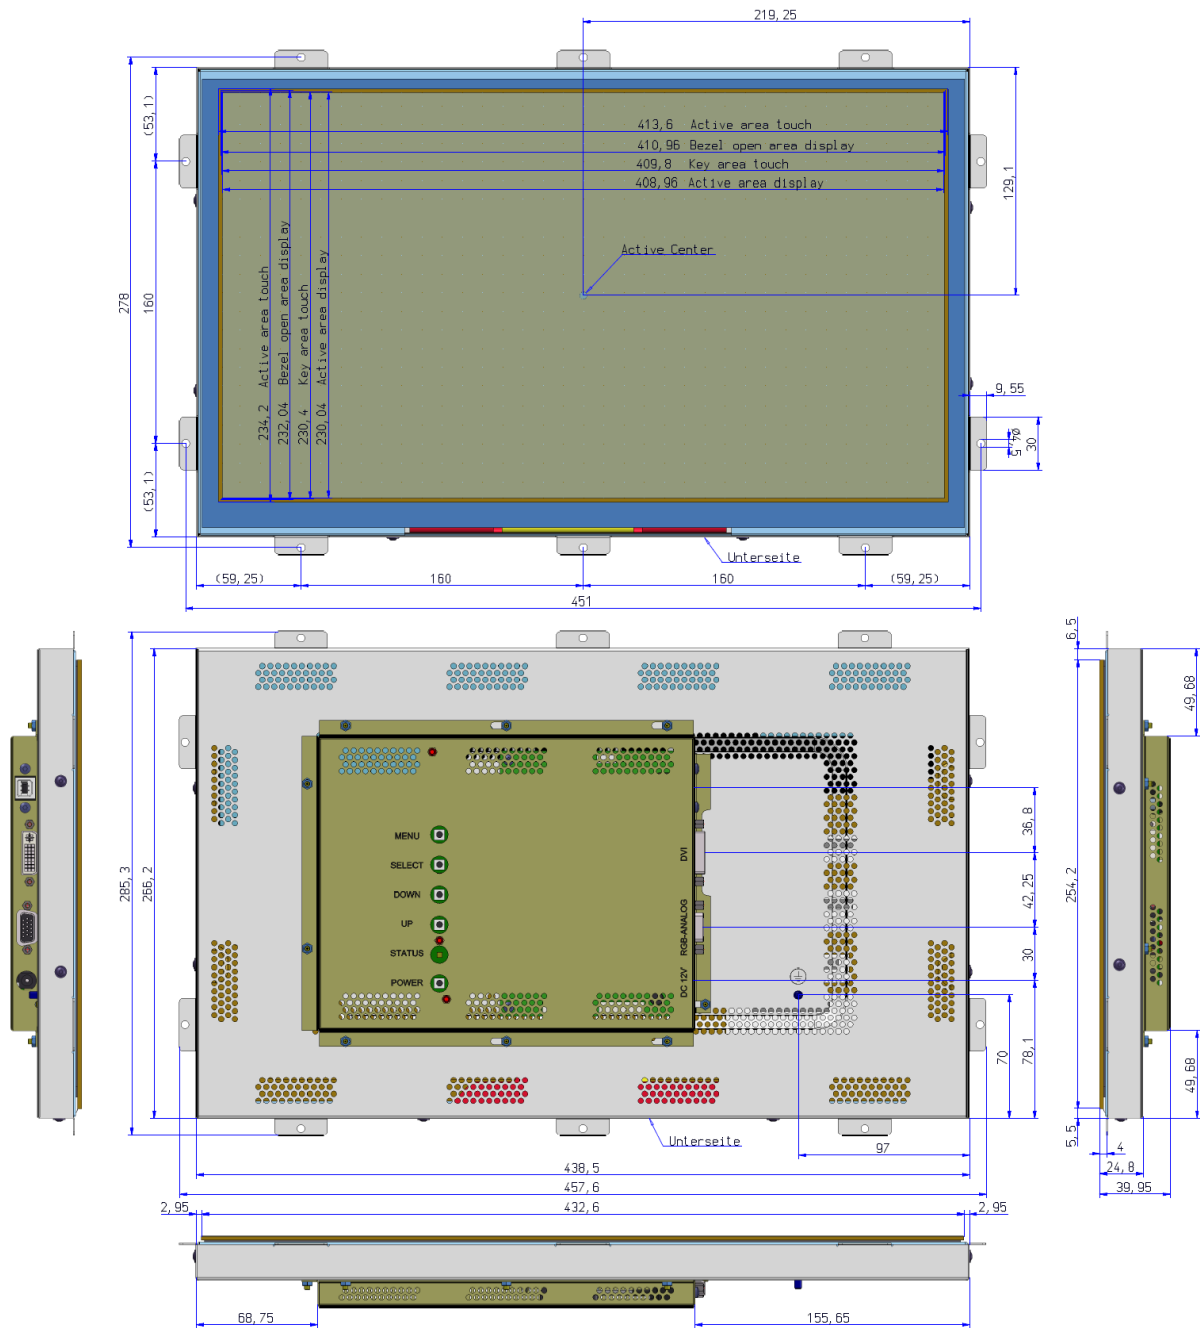 219,25
(53,1)
413,6 Active area touch
410,96 Bezel open area display
409,8 Key area touch
408,96 Active area display
129,1
Active Center
278
160
234,2 Active area touch
232,04 Bezel open area display
230,4 Key area touch
230,04 Active area display
9,55
ø4,5
30
(53,1)
Unterseite
(59,25)
160
160
(59,25)
451
6,5
49,68
36,8
MENU
SELECT
DOWN
UP
STATUS
POWER
DVI
RGB-ANALOG
DC 12V
285,3
266,2
42,25
254,2
30
70
78,1
49,68
5,5
Unterseite
97
4
24,8
39,95
438,5
457,6
2,95
432,6
2,95
68,75
155,65